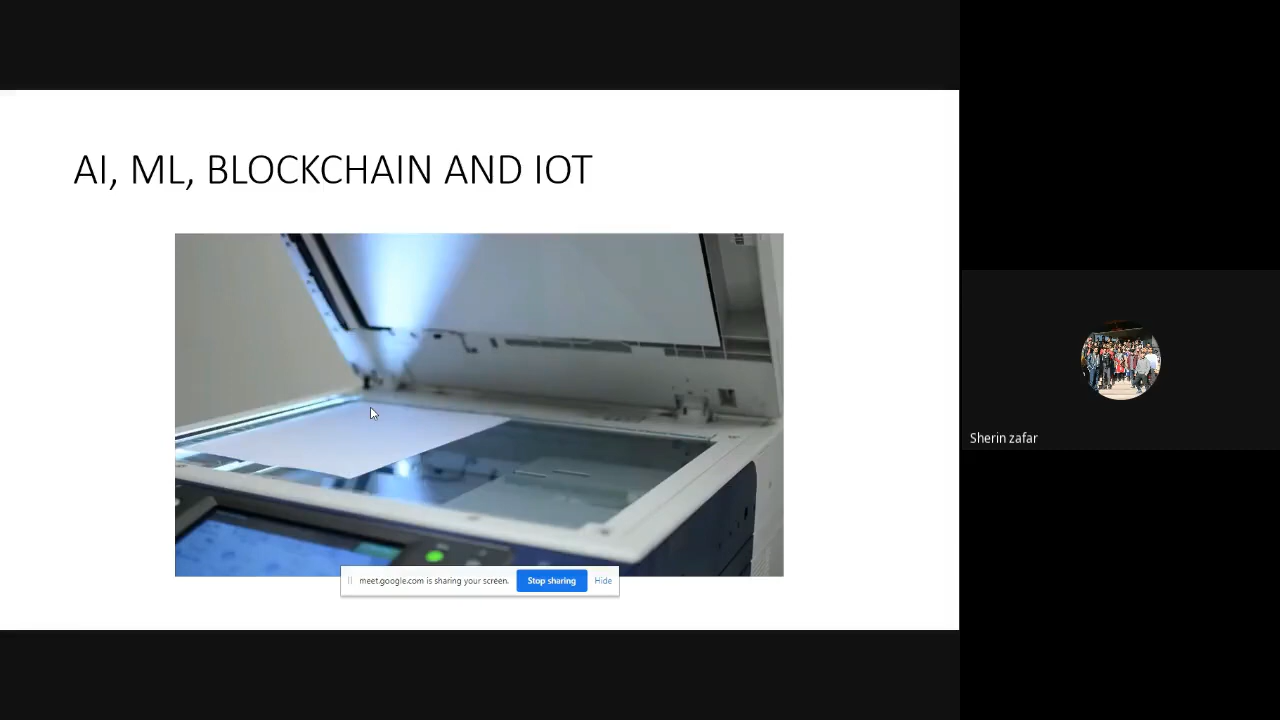 AI, ML, BLOCKCHAIN AND IOT
meet.google.com is sharing your screen. Stop sharing Hide
Sherin zafar